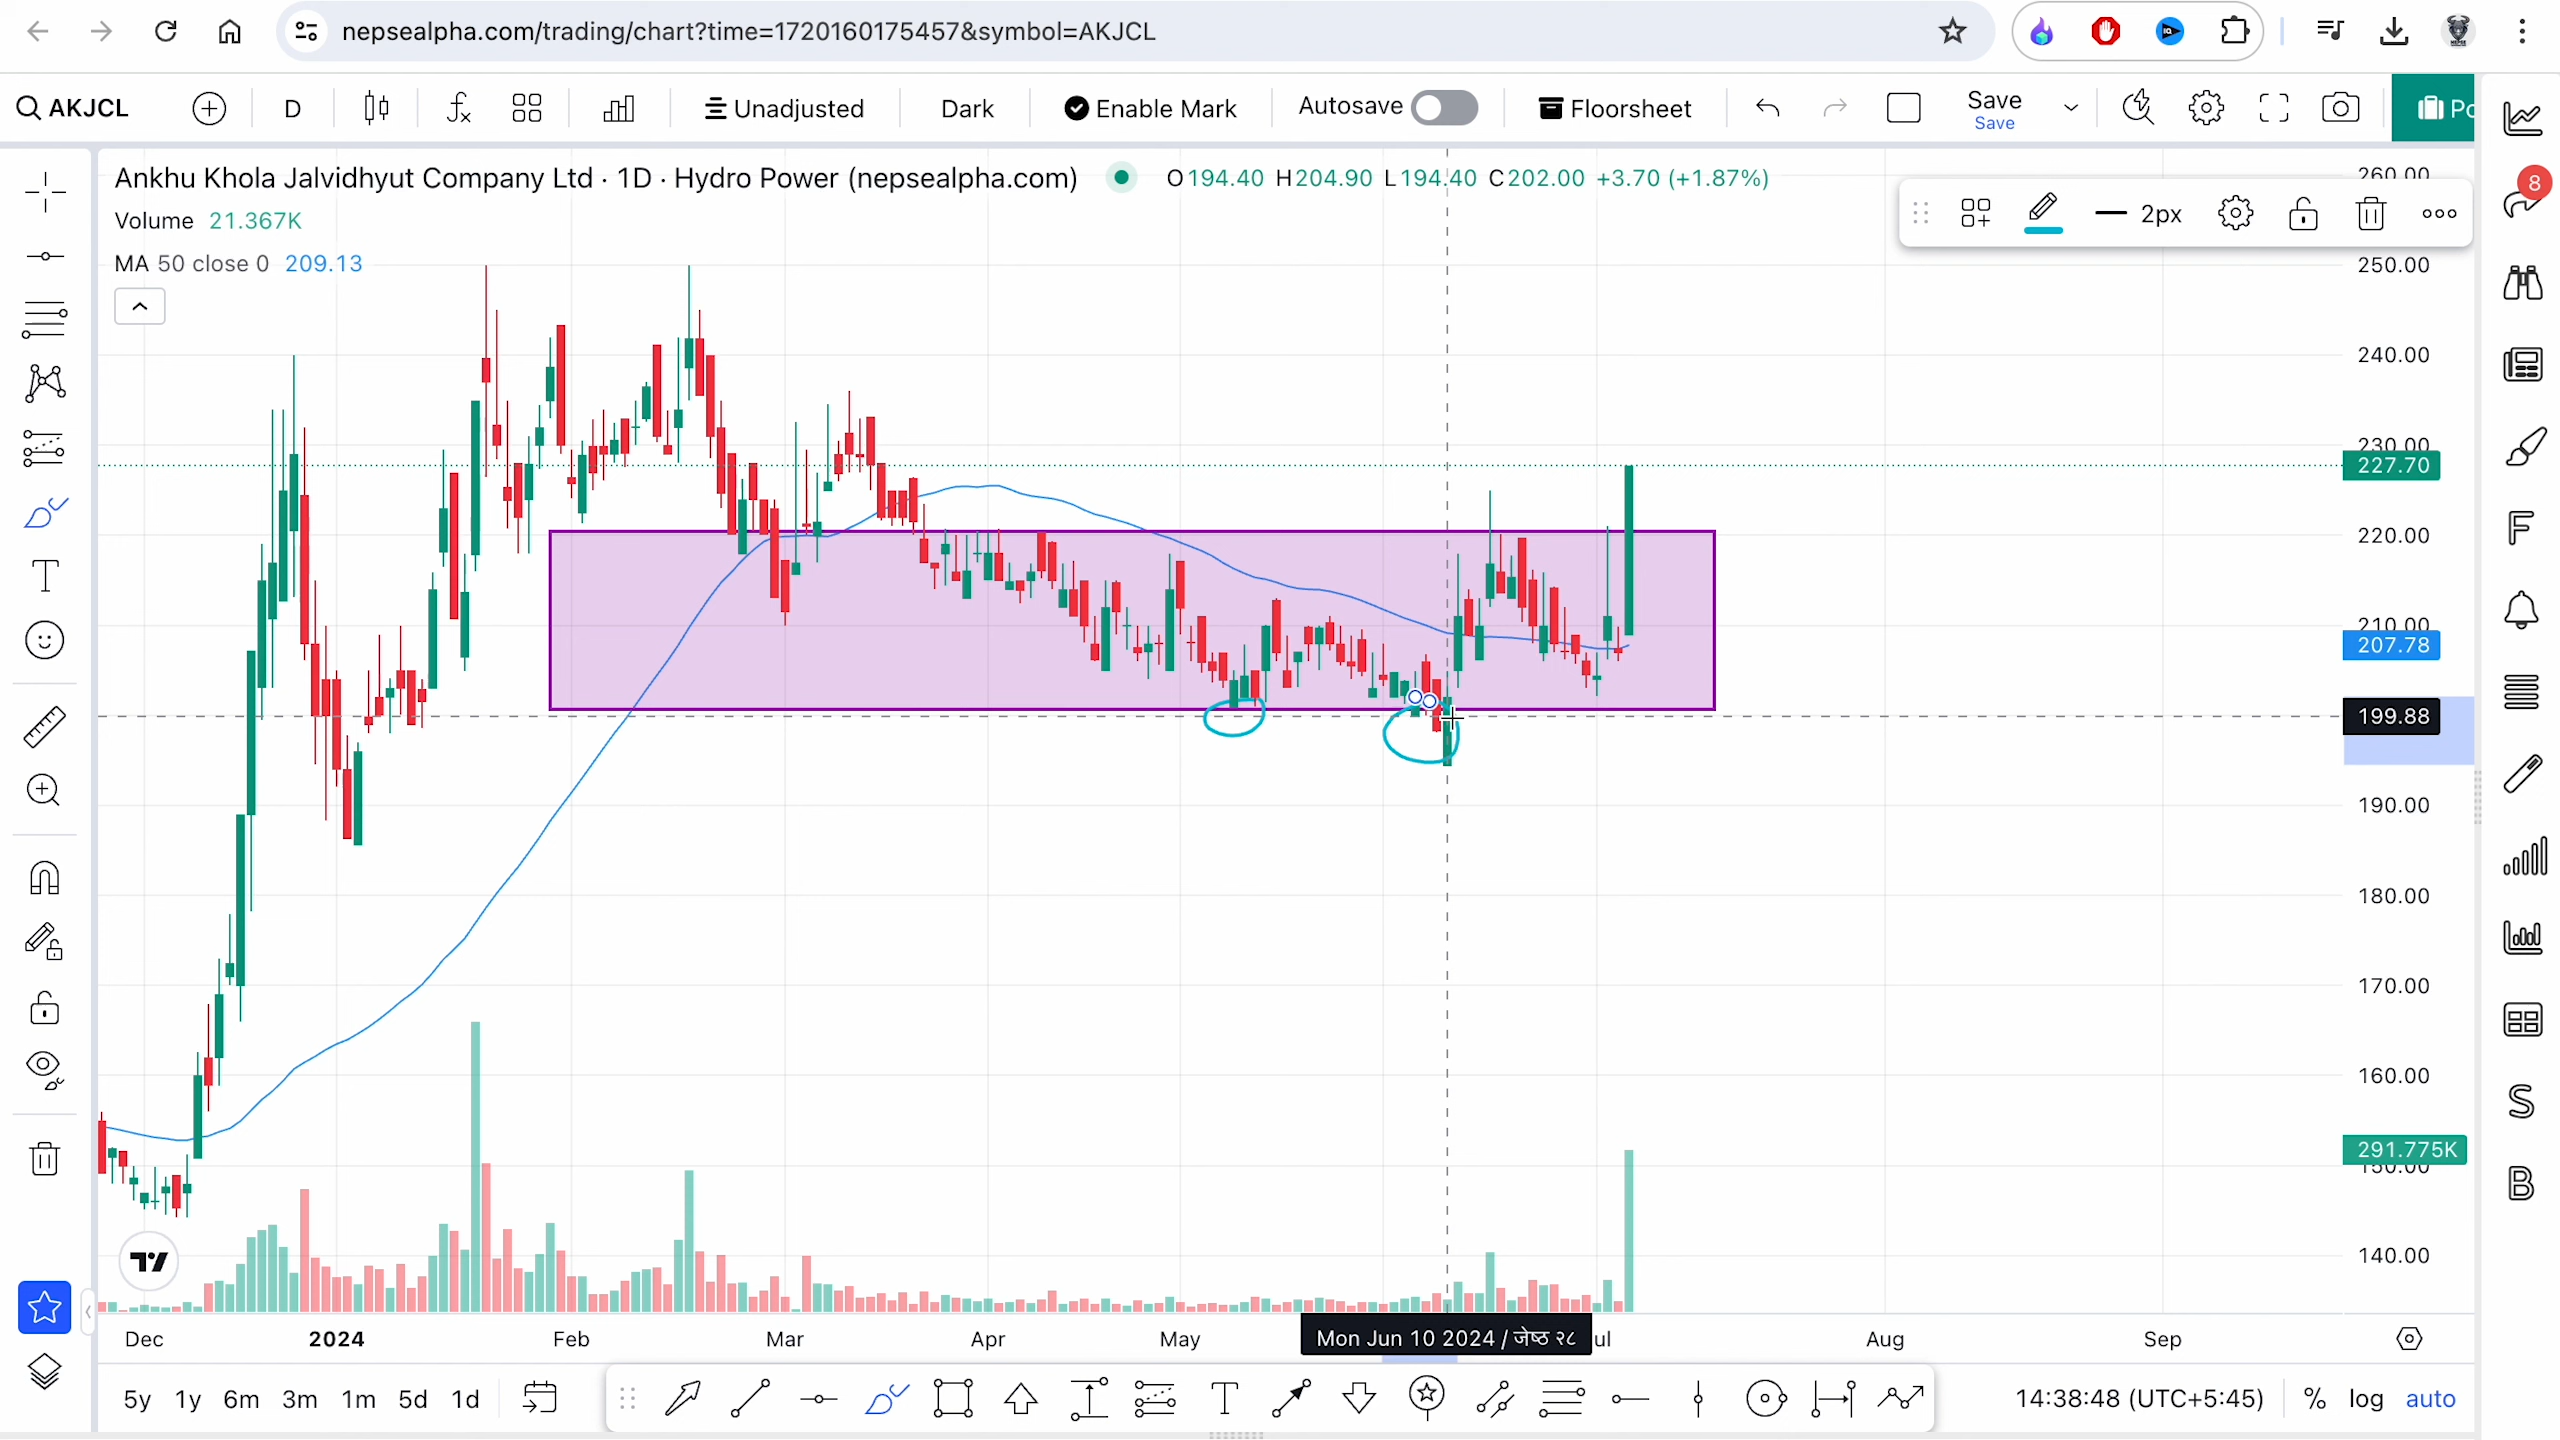 nepsealpha.com/trading/chart?time=1720160175457&symbol=AKJCL
AKJCL D Unadjusted Dark Enable Mark Autosave Floorsheet Save Save Po
Ankhu Khola Jalvidhyut Company Ltd · 1D · Hydro Power (nepsealpha.com) O194.40 H204.90 L194.40 C202.00 +3.70 (+1.87%)
Volume 21.367K
MA 50 close 0 209.13
2px
8
260.00
250.00
240.00
230.00
227.70
220.00
210.00
207.78
199.88
190.00
180.00
170.00
160.00
291.775K
150.00
140.00
F
S
B
Dec 2024 Feb Mar Apr May Mon Jun 10 2024 / जेष्ठ २८ ul Aug Sep
5y 1y 6m 3m 1m 5d 1d T 14:38:48 (UTC+5:45) % log auto